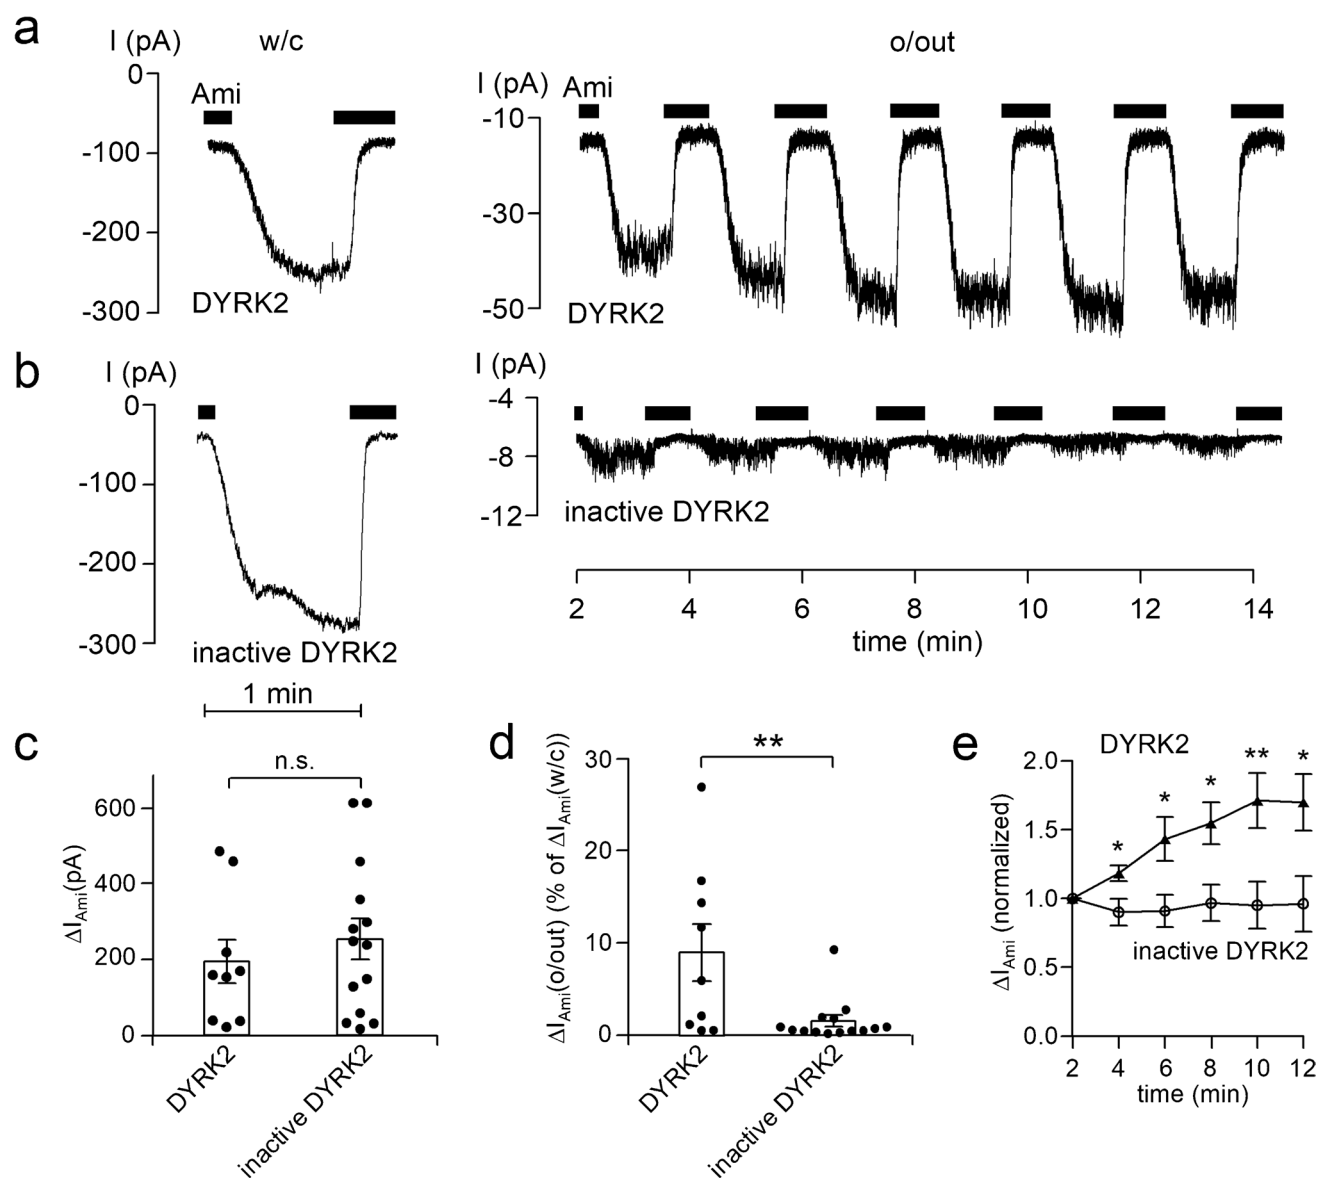 a
I (pA)
w/c
o/out
0
-100
-200
-300
Ami
DYRK2
I (pA)
Ami
-10
-30
-50
DYRK2
b
I (pA)
0
-100
-200
-300
inactive DYRK2
1 min
I (pA)
-4
-8
-12
inactive DYRK2
2 4 6 8 10 12 14
time (min)
c
n.s.
ΔIAmi(pA)
600
400
200
0
DYRK2
inactive DYRK2
d
**
ΔIAmi(o/out) (% of ΔIAmi(w/c))
30
20
10
0
DYRK2
inactive DYRK2
e
DYRK2
ΔIAmi (normalized)
2.0
1.5
1.0
0.5
0.0
* * * ** *
inactive DYRK2
2 4 6 8 10 12
time (min)